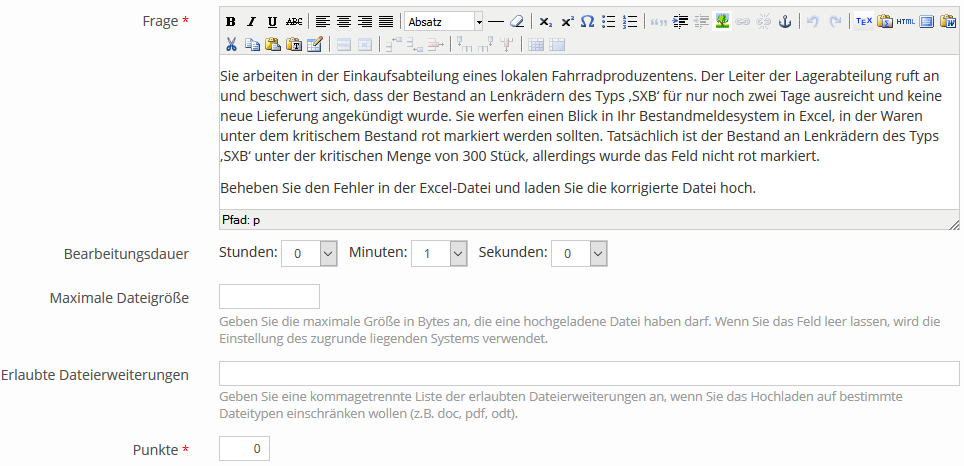 Frage *
B I U ABC Absatz x₂ x² Ω TEX HTML
Sie arbeiten in der Einkaufsabteilung eines lokalen Fahrradproduzentens. Der Leiter der Lagerabteilung ruft an
und beschwert sich, dass der Bestand an Lenkrädern des Typs ‚SXB‘ für nur noch zwei Tage ausreicht und keine
neue Lieferung angekündigt wurde. Sie werfen einen Blick in Ihr Bestandmeldesystem in Excel, in der Waren
unter dem kritischem Bestand rot markiert werden sollten. Tatsächlich ist der Bestand an Lenkrädern des Typs
‚SXB‘ unter der kritischen Menge von 300 Stück, allerdings wurde das Feld nicht rot markiert.
Beheben Sie den Fehler in der Excel-Datei und laden Sie die korrigierte Datei hoch.
Pfad: p
Bearbeitungsdauer Stunden: 0 Minuten: 1 Sekunden: 0
Maximale Dateigröße
Geben Sie die maximale Größe in Bytes an, die eine hochgeladene Datei haben darf. Wenn Sie das Feld leer lassen, wird die
Einstellung des zugrunde liegenden Systems verwendet.
Erlaubte Dateierweiterungen
Geben Sie eine kommagetrennte Liste der erlaubten Dateierweiterungen an, wenn Sie das Hochladen auf bestimmte
Dateitypen einschränken wollen (z.B. doc, pdf, odt).
Punkte * 0